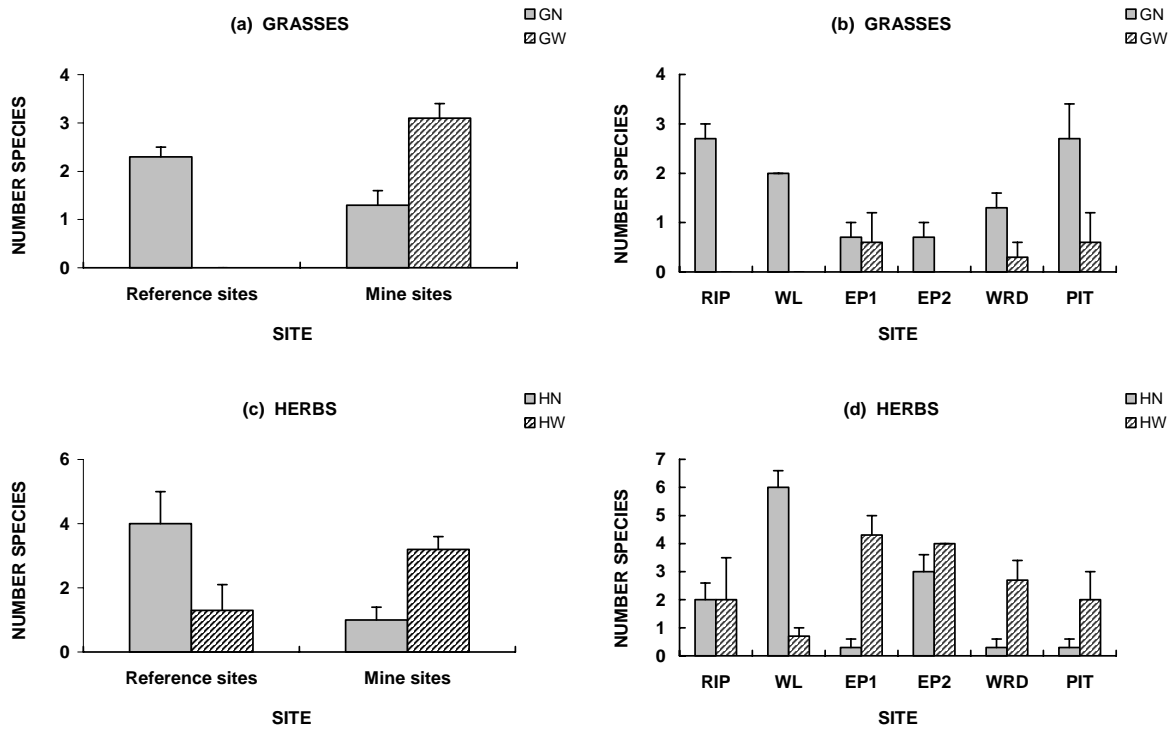 (a) GRASSES
GN
GW
NUMBER SPECIES
4
3
2
1
0
Reference sites Mine sites
SITE
(b) GRASSES
GN
GW
NUMBER SPECIES
4
3
2
1
0
RIP WL EP1 EP2 WRD PIT
SITE
(c) HERBS
HN
HW
NUMBER SPECIES
6
4
2
0
Reference sites Mine sites
SITE
(d) HERBS
HN
HW
NUMBER SPECIES
7
6
5
4
3
2
1
0
RIP WL EP1 EP2 WRD PIT
SITE